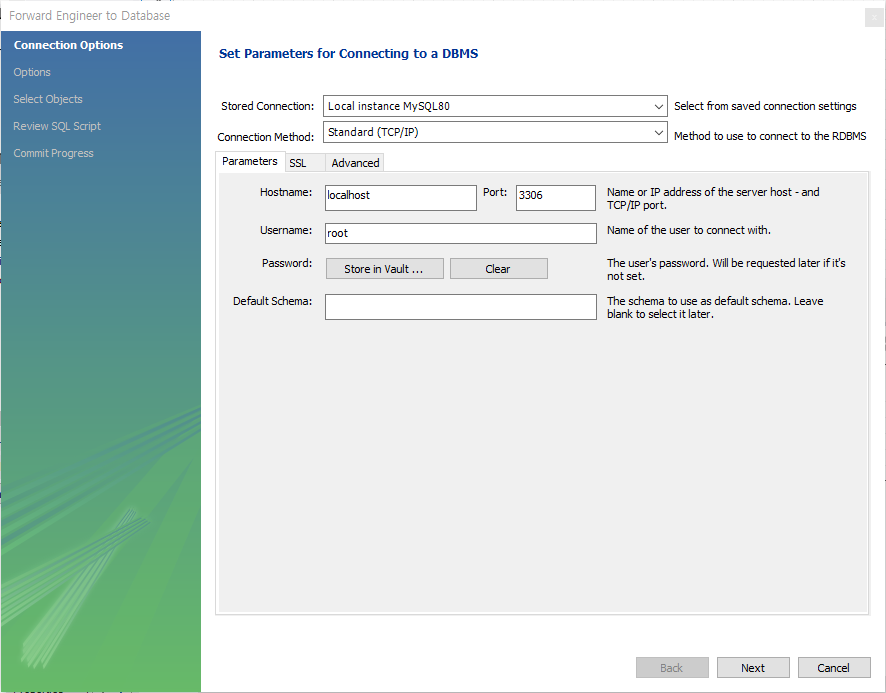 Forward Engineer to Database
Connection Options
Options
Select Objects
Review SQL Script
Commit Progress
Set Parameters for Connecting to a DBMS
Stored Connection: Local instance MySQL80 Select from saved connection settings
Connection Method: Standard (TCP/IP) Method to use to connect to the RDBMS
Parameters SSL Advanced
Hostname: localhost Port: 3306 Name or IP address of the server host - and
TCP/IP port.
Username: root Name of the user to connect with.
Password: Store in Vault ... Clear The user's password. Will be requested later if it's
not set.
Default Schema: The schema to use as default schema. Leave
blank to select it later.
Back Next Cancel